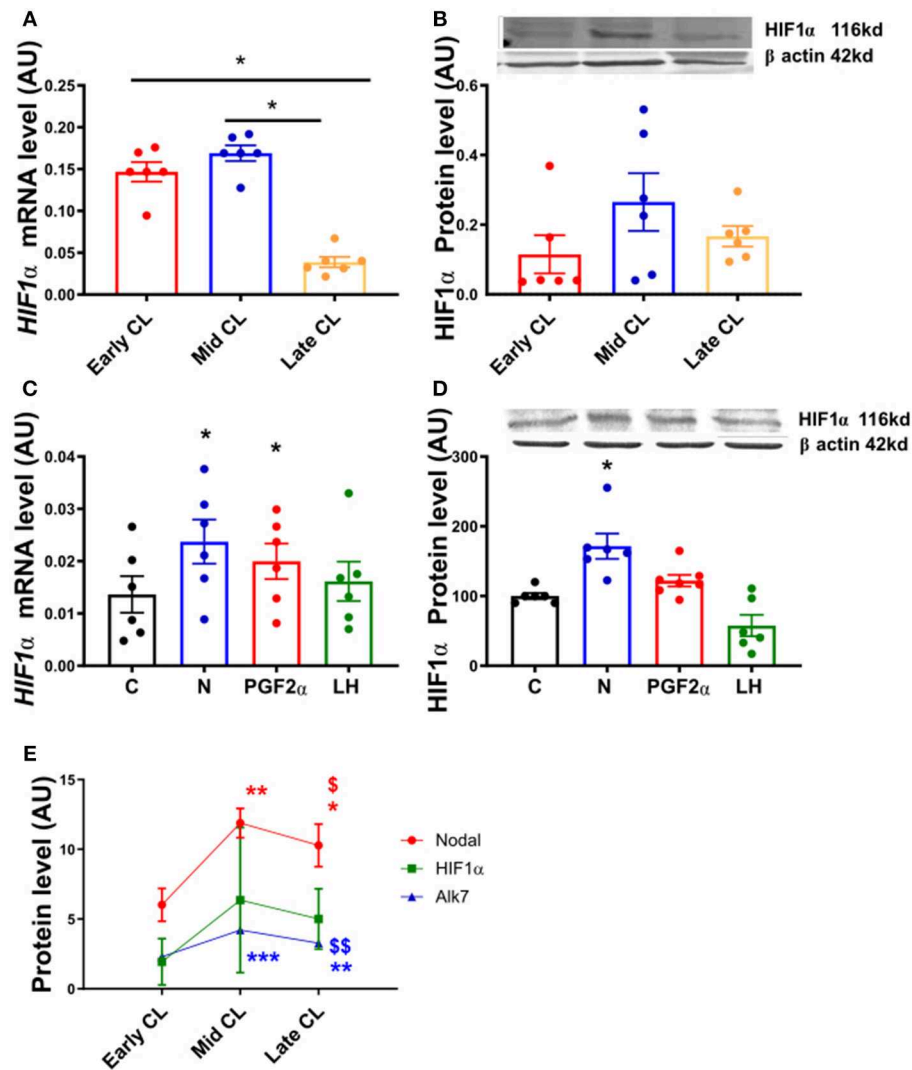 A
HIF1α mRNA level (AU)
0.25
0.20
0.15
0.10
0.05
0.00
*
*
Early CL
Mid CL
Late CL
B
HIF1α 116kd
β actin 42kd
HIF1α Protein level (AU)
0.6
0.4
0.2
0.0
Early CL
Mid CL
Late CL
C
HIF1α mRNA level (AU)
0.04
0.03
0.02
0.01
0.00
*
*
C
N
PGF2α
LH
D
HIF1α 116kd
β actin 42kd
HIF1α Protein level (AU)
300
200
100
0
*
C
N
PGF2α
LH
E
Protein level (AU)
15
10
5
0
**
$
*
***
$$
**
Early CL
Mid CL
Late CL
Nodal
HIF1α
Alk7